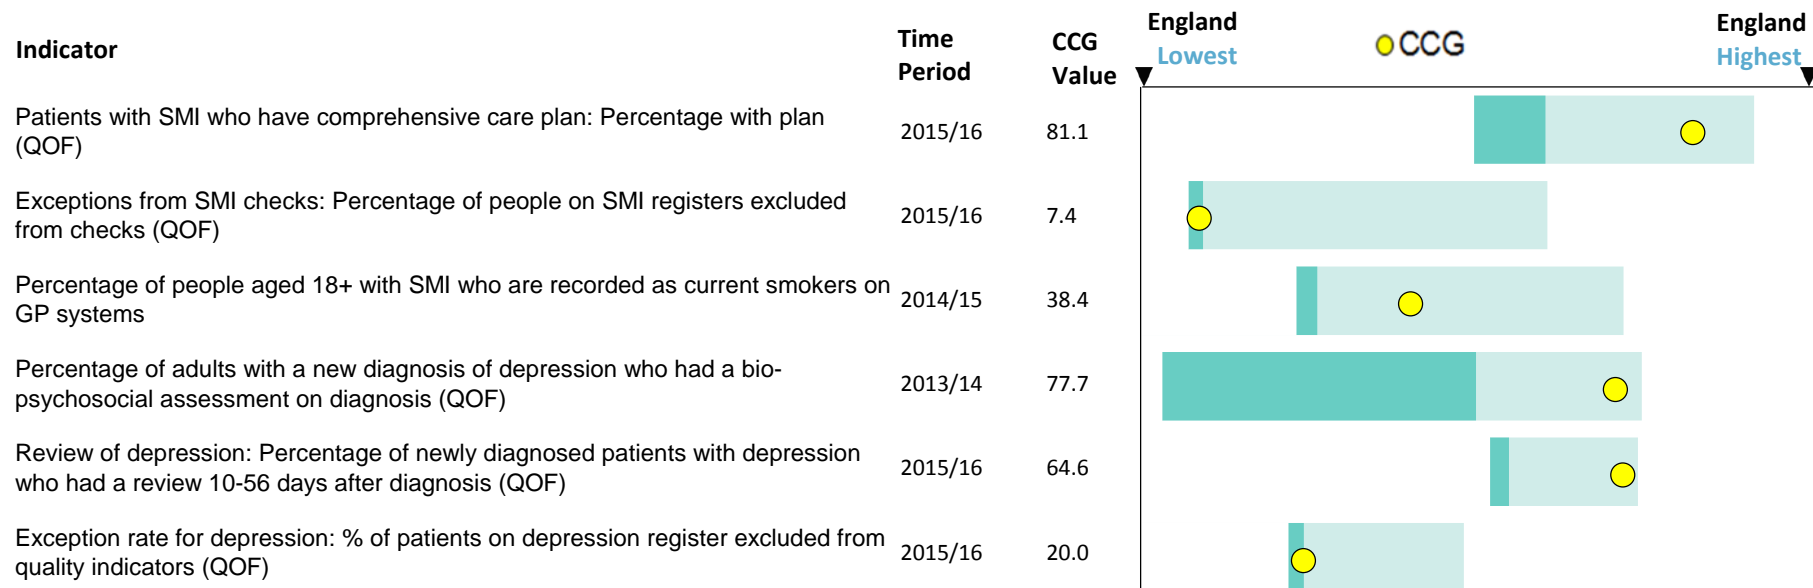 Indicator
Time
Period
CCG
Value
England
Lowest
CCG
England
Highest
Patients with SMI who have comprehensive care plan: Percentage with plan
(QOF)
2015/16
81.1
Exceptions from SMI checks: Percentage of people on SMI registers excluded
from checks (QOF)
2015/16
7.4
Percentage of people aged 18+ with SMI who are recorded as current smokers on
GP systems
2014/15
38.4
Percentage of adults with a new diagnosis of depression who had a bio-
psychosocial assessment on diagnosis (QOF)
2013/14
77.7
Review of depression: Percentage of newly diagnosed patients with depression
who had a review 10-56 days after diagnosis (QOF)
2015/16
64.6
Exception rate for depression: % of patients on depression register excluded from
quality indicators (QOF)
2015/16
20.0